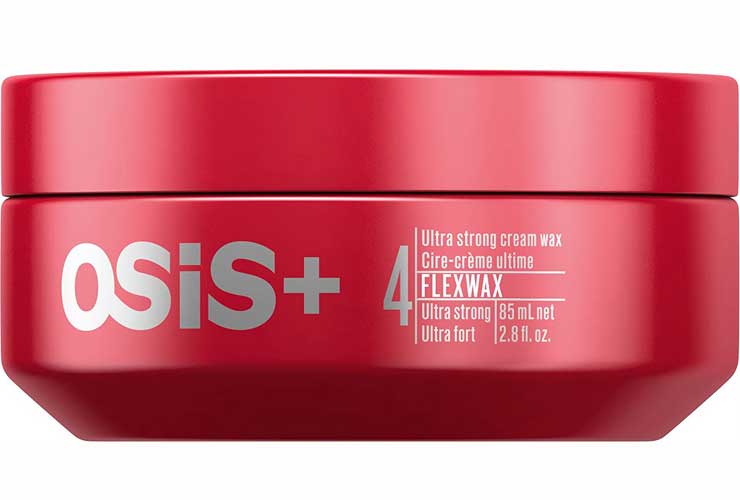 OSiS+
4
Ultra strong cream wax
Cire-crème ultime
FLEXWAX
Ultra strong 85 mL net
Ultra fort 2.8 fl. oz.